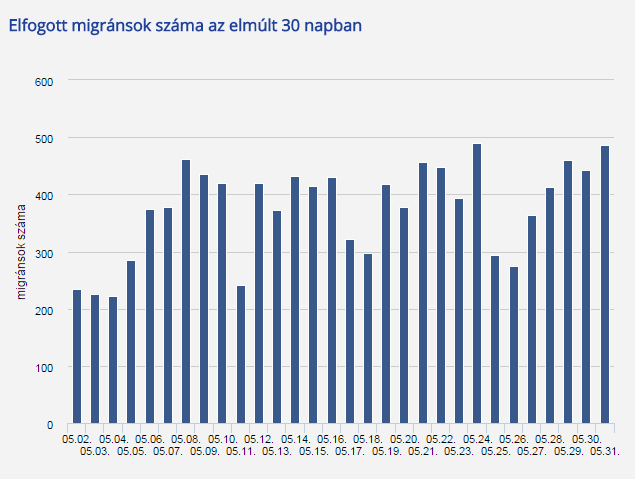 Elfogott migránsok száma az elmúlt 30 napban
600
500
400
300
200
100
0
migránsok száma
05.02. 05.04. 05.06. 05.08. 05.10. 05.12. 05.14. 05.16. 05.18. 05.20. 05.22. 05.24. 05.26. 05.28. 05.30.
05.03. 05.05. 05.07. 05.09. 05.11. 05.13. 05.15. 05.17. 05.19. 05.21. 05.23. 05.25. 05.27. 05.29. 05.31.